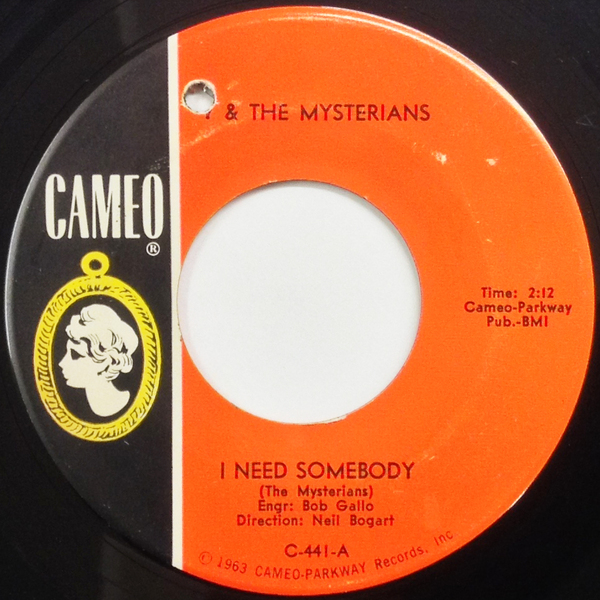 ? & THE MYSTERIANS
CAMEO
®
Time: 2:12
Cameo-Parkway
Pub.-BMI
I NEED SOMEBODY
(The Mysterians)
Engr: Bob Gallo
Direction: Neil Bogart
C-441-A
© 1963 CAMEO-PARKWAY Records, Inc